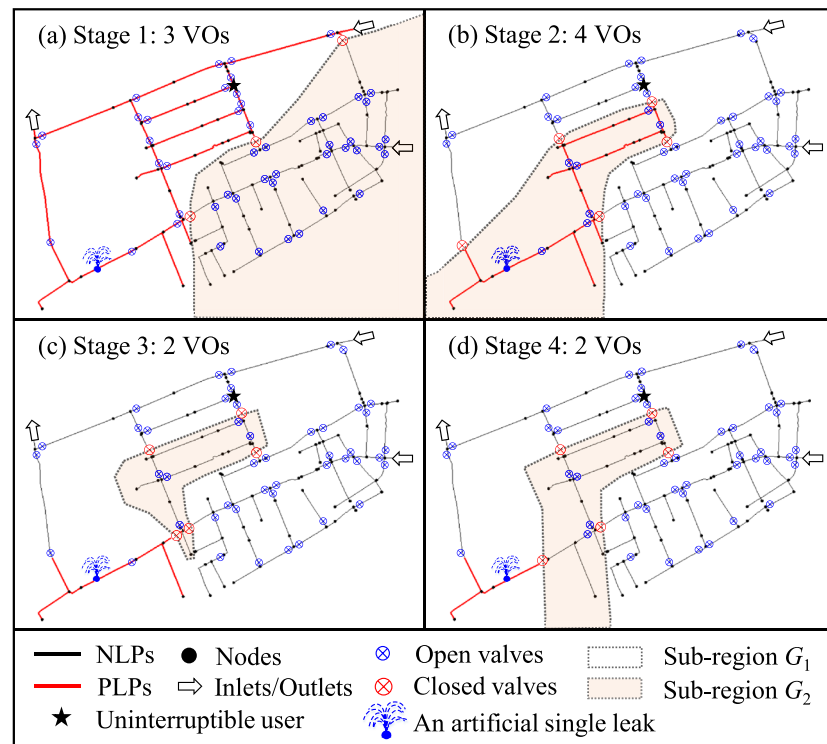 (a) Stage 1: 3 VOs
(b) Stage 2: 4 VOs
(c) Stage 3: 2 VOs
(d) Stage 4: 2 VOs
NLPs Nodes Open valves Sub-region G₁
PLPs Inlets/Outlets Closed valves Sub-region G₂
Uninterruptible user An artificial single leak